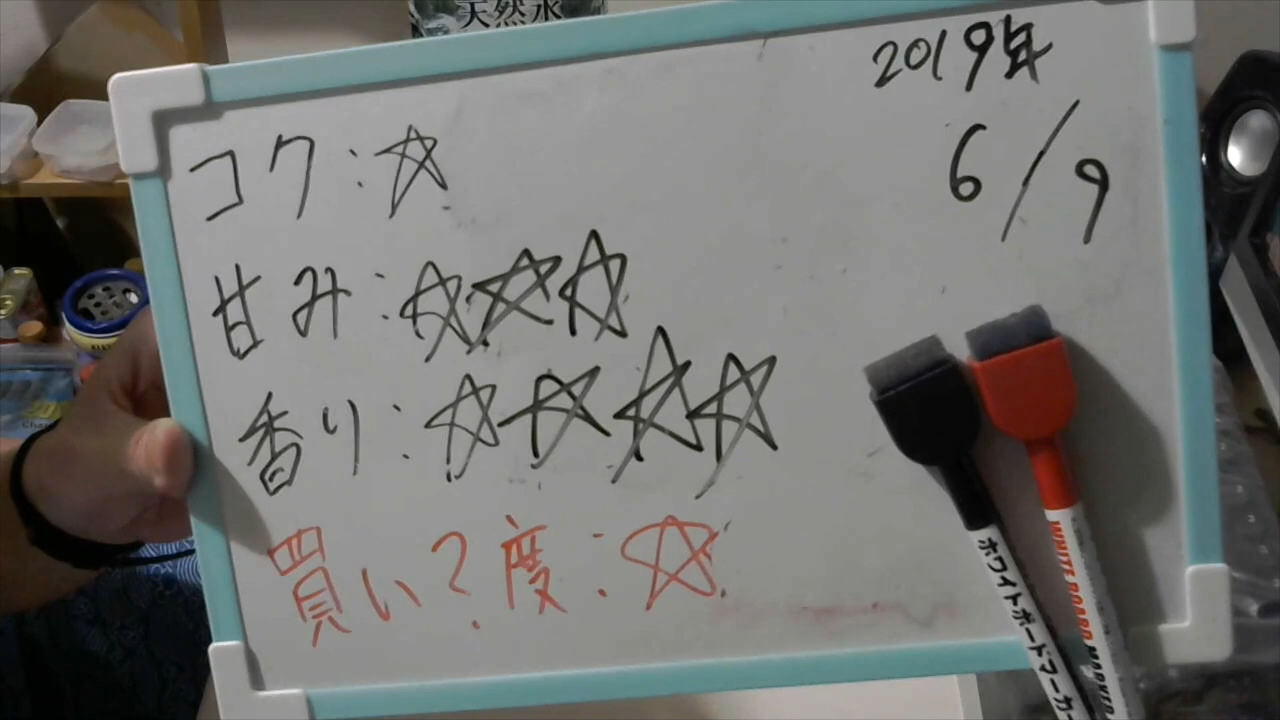 天然水
2019年
6/9
コク:☆
甘み:☆☆☆
香り:☆☆☆☆
買い?度:☆
ホワイトボードマーカー
WHITE BOARD MARKER